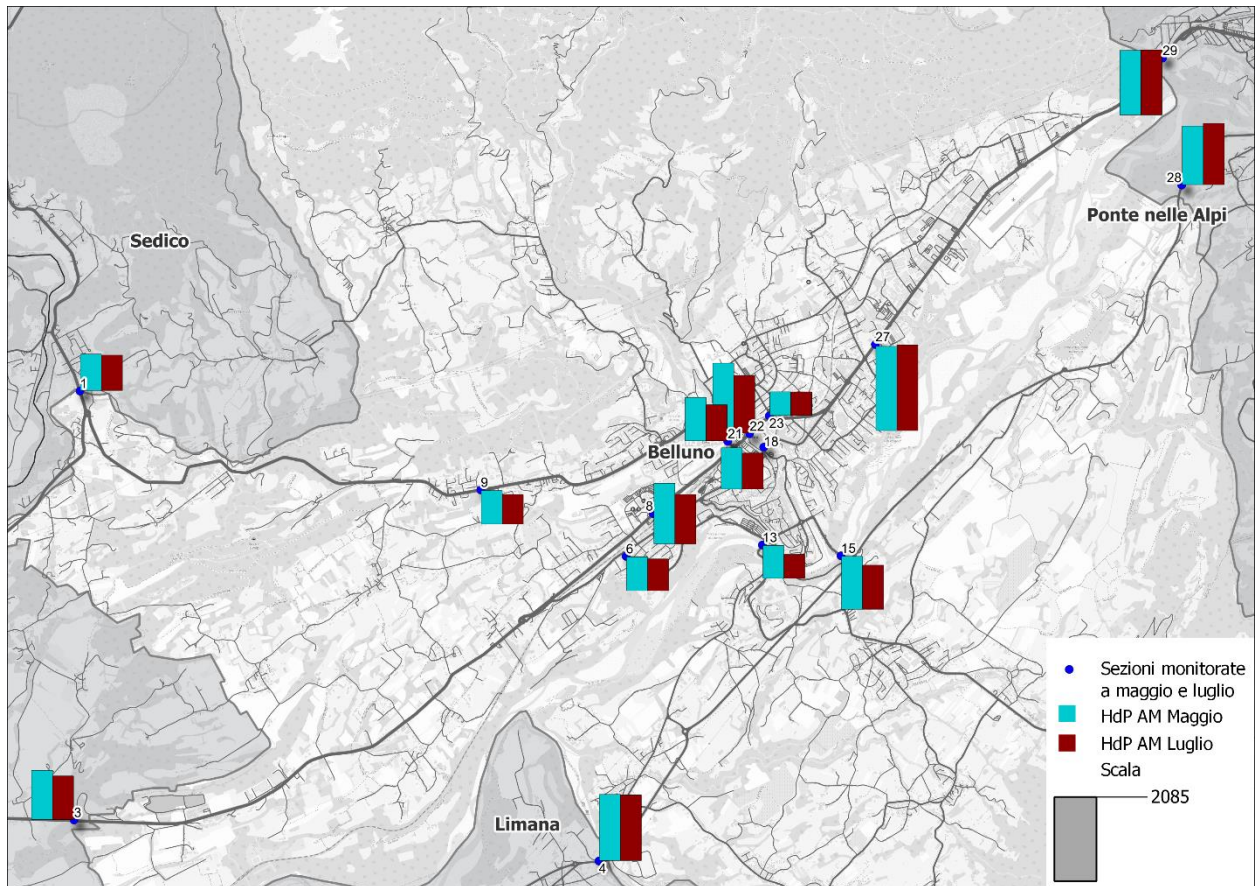 29
28
Ponte nelle Alpi
Sedico
27
1
23
22
21
18
Belluno
9
8
13
15
6
Sezioni monitorate
a maggio e luglio
HdP AM Maggio
HdP AM Luglio
Scala
2085
3
Limana
4